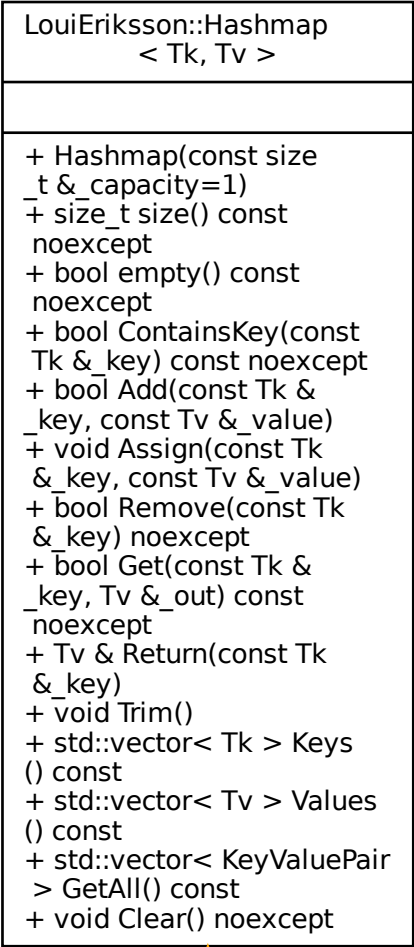 LouiEriksson::Hashmap
< Tk, Tv >
+ Hashmap(const size
_t &_capacity=1)
+ size_t size() const
noexcept
+ bool empty() const
noexcept
+ bool ContainsKey(const
Tk &_key) const noexcept
+ bool Add(const Tk &
_key, const Tv &_value)
+ void Assign(const Tk
&_key, const Tv &_value)
+ bool Remove(const Tk
&_key) noexcept
+ bool Get(const Tk &
_key, Tv &_out) const
noexcept
+ Tv & Return(const Tk
&_key)
+ void Trim()
+ std::vector< Tk > Keys
() const
+ std::vector< Tv > Values
() const
+ std::vector< KeyValuePair
> GetAll() const
+ void Clear() noexcept